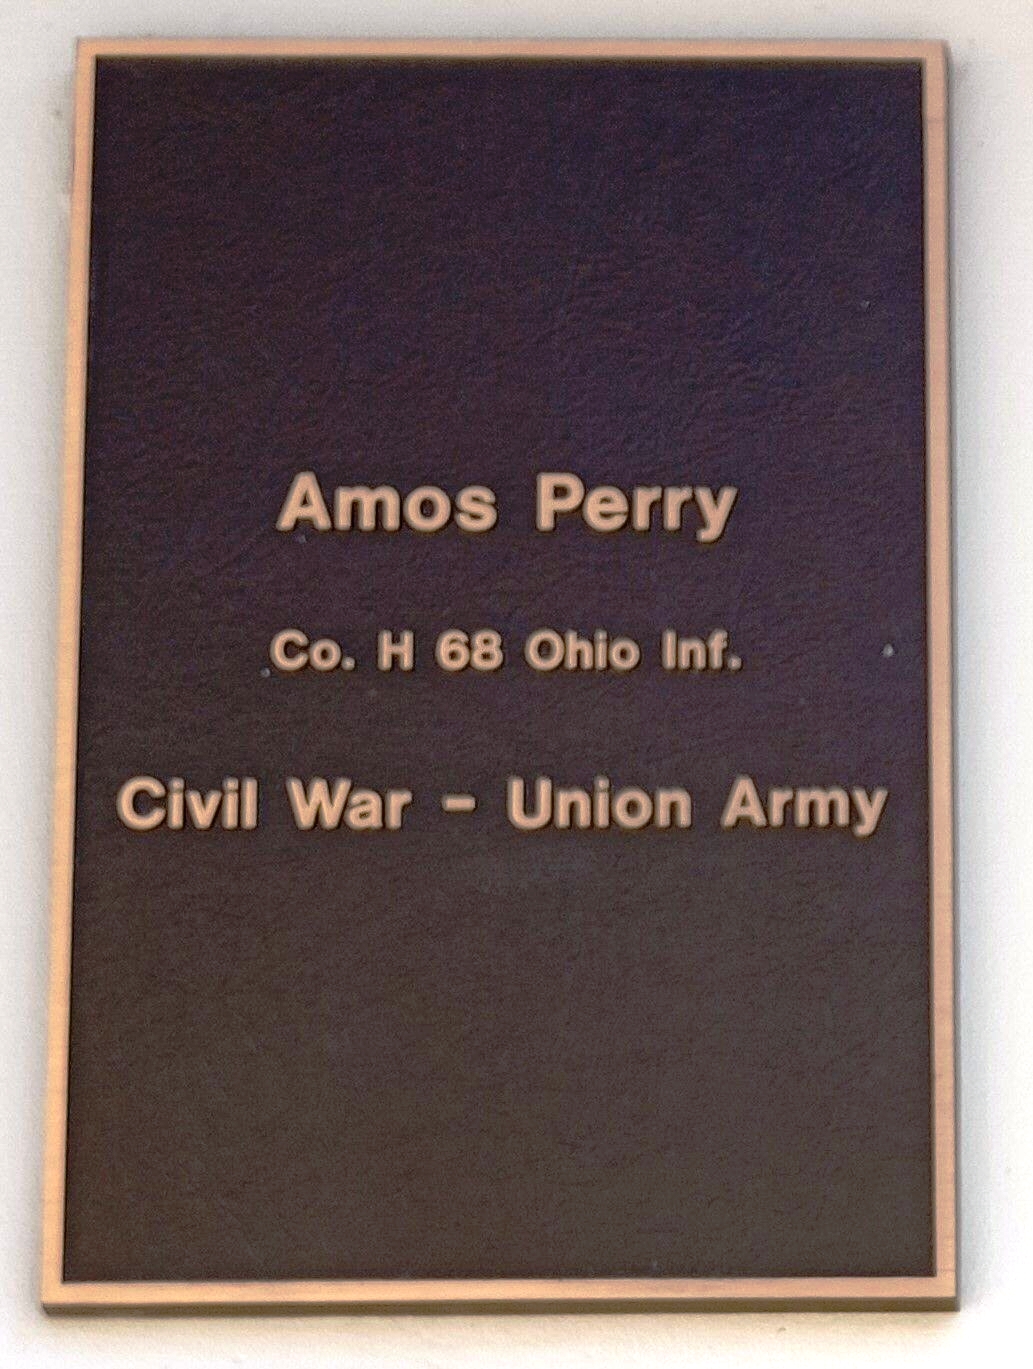 Amos Perry
Co. H 68 Ohio Inf.
Civil War - Union Army